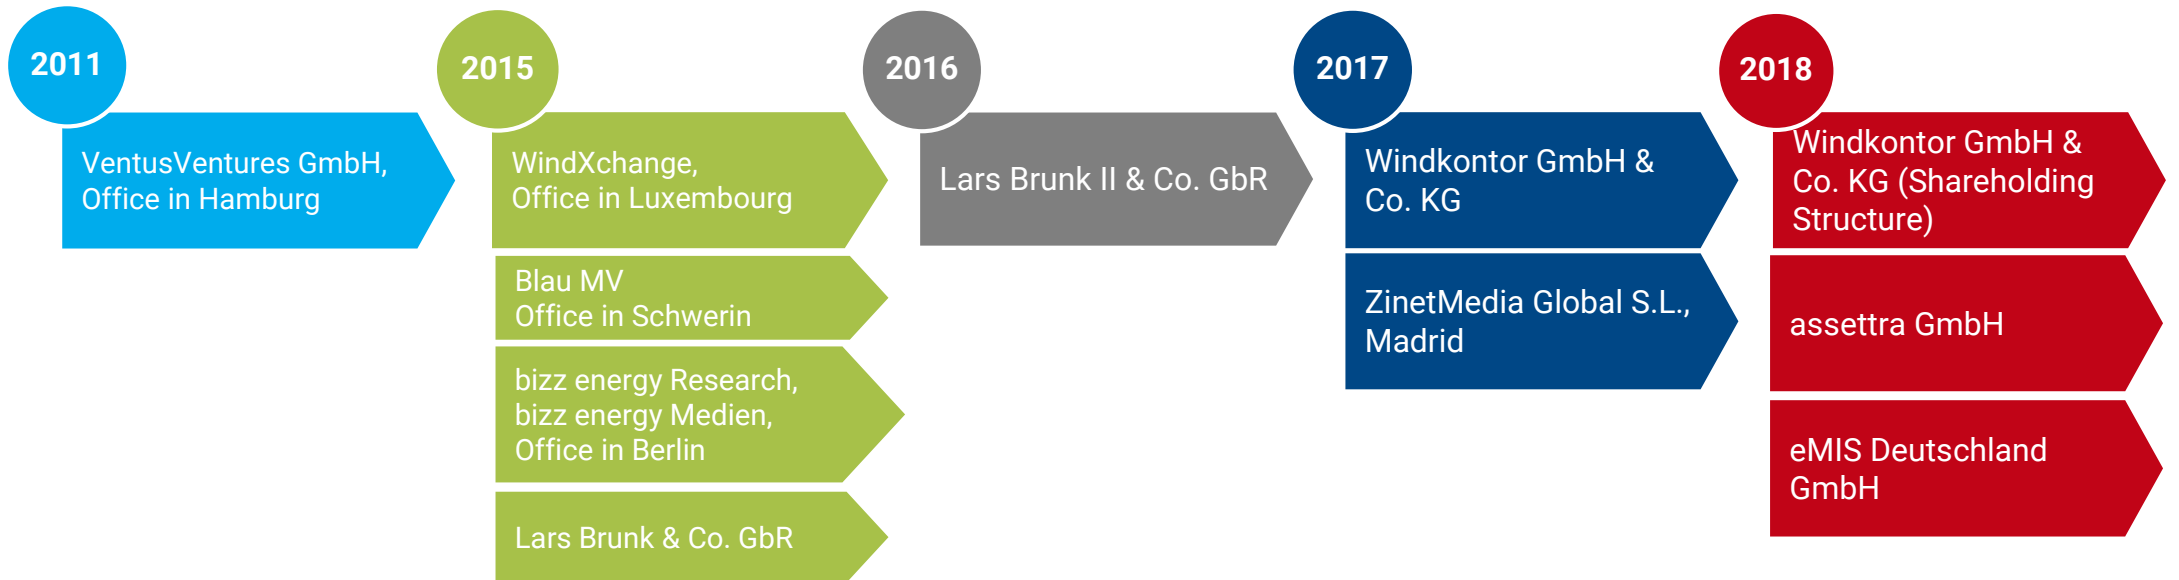 2011
VentusVentures GmbH,
Office in Hamburg
2015
WindXchange,
Office in Luxembourg
Blau MV
Office in Schwerin
bizz energy Research,
bizz energy Medien,
Office in Berlin
Lars Brunk & Co. GbR
2016
Lars Brunk II & Co. GbR
2017
Windkontor GmbH &
Co. KG
ZinetMedia Global S.L.,
Madrid
2018
Windkontor GmbH &
Co. KG (Shareholding
Structure)
assettra GmbH
eMIS Deutschland
GmbH